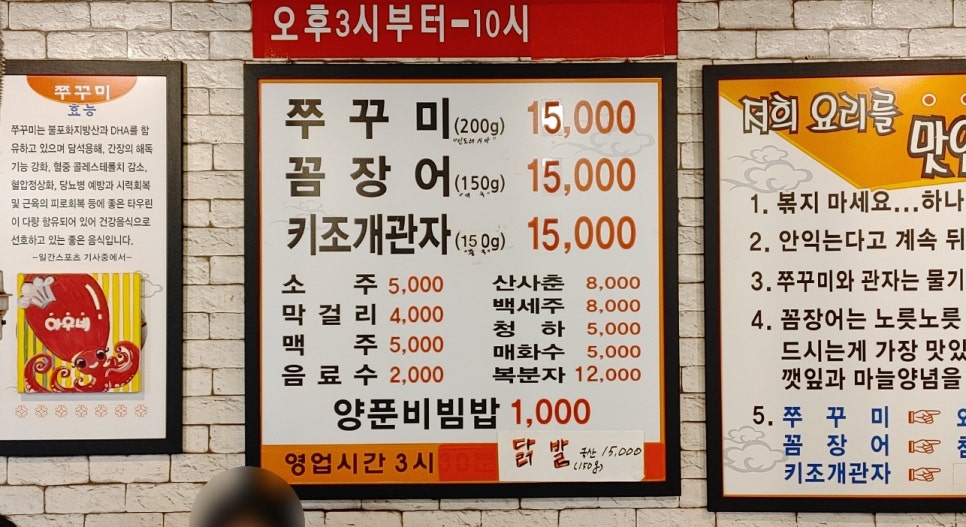 오후3시부터-10시
쭈꾸미
효능
쭈꾸미는 불포화지방산과 DHA를 함
유하고 있으며 담석용해, 간장의 해독
기능 강화, 혈중 콜레스테롤치 감소,
혈압정상화, 당뇨병 예방과 시력회복
및 근육의 피로회복 등에 좋은 타우린
이 다량 함유되어 있어 건강음식으로
선호하고 있는 좋은 음식입니다.
-일간스포츠 기사중에서-
아우네
쭈꾸미(200g) 15,000
꼼장어(150g) 15,000
키조개관자(150g) 15,000
소주 5,000
막걸리 4,000
맥주 5,000
음료수 2,000
산사춘 8,000
백세주 8,000
청하 5,000
매화수 5,000
복분자 12,000
양푼비빔밥 1,000
영업시간 3시
닭발 국산 15,000
(150g)
저희 요리를
1. 볶지 마세요...하나
2. 안익는다고 계속 뒤
3. 쭈꾸미와 관자는 물기
4. 꼼장어는 노릇노릇
드시는게 가장 맛있
깻잎과 마늘양념을
5. 쭈꾸미 ☞
꼼장어 ☞
키조개관자 ☞